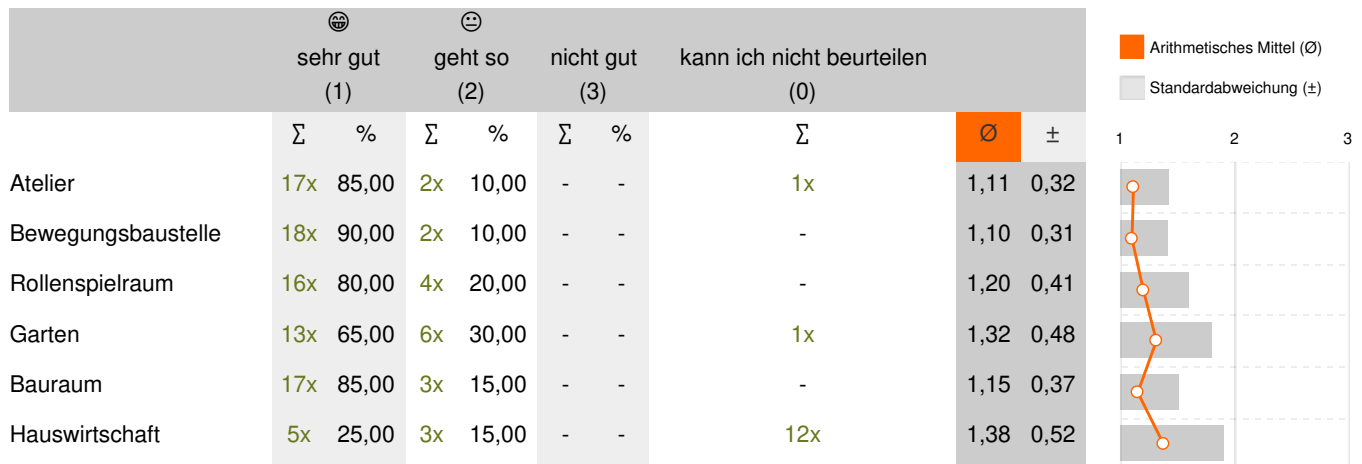 😁 😐
sehr gut geht so nicht gut kann ich nicht beurteilen
(1) (2) (3) (0)
Arithmetisches Mittel (Ø)
Standardabweichung (±)
Σ % Σ % Σ % Σ Ø ± 1 2 3
Atelier 17x 85,00 2x 10,00 - - 1x 1,11 0,32
Bewegungsbaustelle 18x 90,00 2x 10,00 - - - 1,10 0,31
Rollenspielraum 16x 80,00 4x 20,00 - - - 1,20 0,41
Garten 13x 65,00 6x 30,00 - - 1x 1,32 0,48
Bauraum 17x 85,00 3x 15,00 - - - 1,15 0,37
Hauswirtschaft 5x 25,00 3x 15,00 - - 12x 1,38 0,52